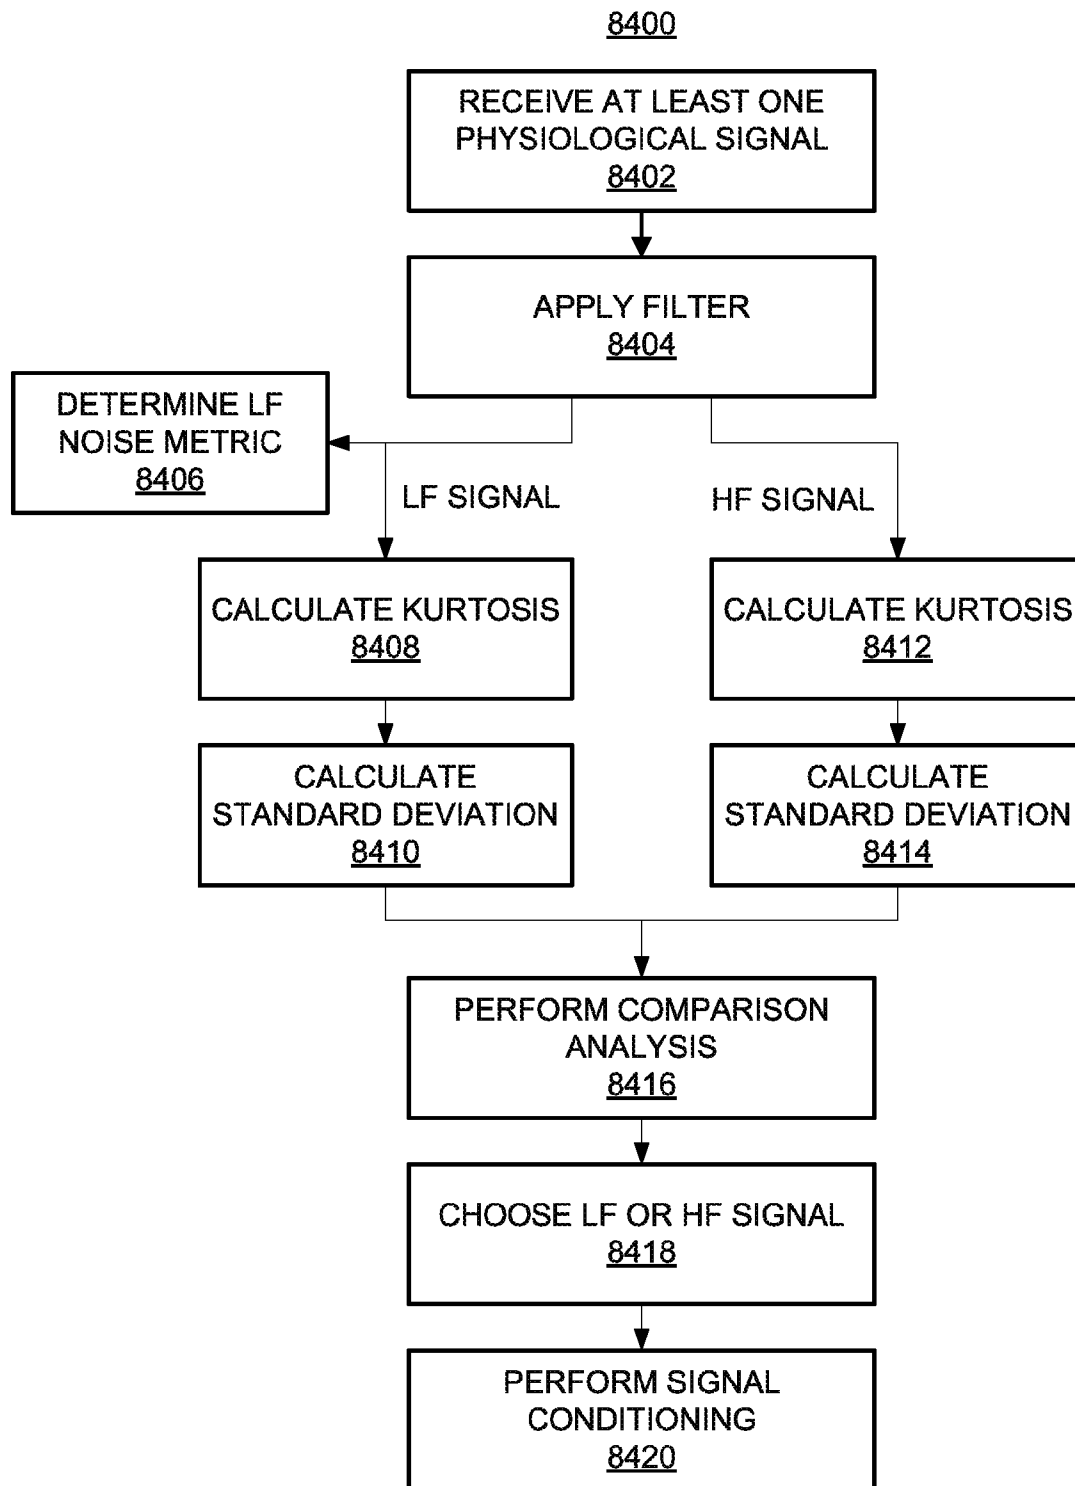 8400
RECEIVE AT LEAST ONE
PHYSIOLOGICAL SIGNAL
8402
APPLY FILTER
8404
DETERMINE LF
NOISE METRIC
8406
LF SIGNAL
HF SIGNAL
CALCULATE KURTOSIS
8408
CALCULATE KURTOSIS
8412
CALCULATE
STANDARD DEVIATION
8410
CALCULATE
STANDARD DEVIATION
8414
PERFORM COMPARISON
ANALYSIS
8416
CHOOSE LF OR HF SIGNAL
8418
PERFORM SIGNAL
CONDITIONING
8420